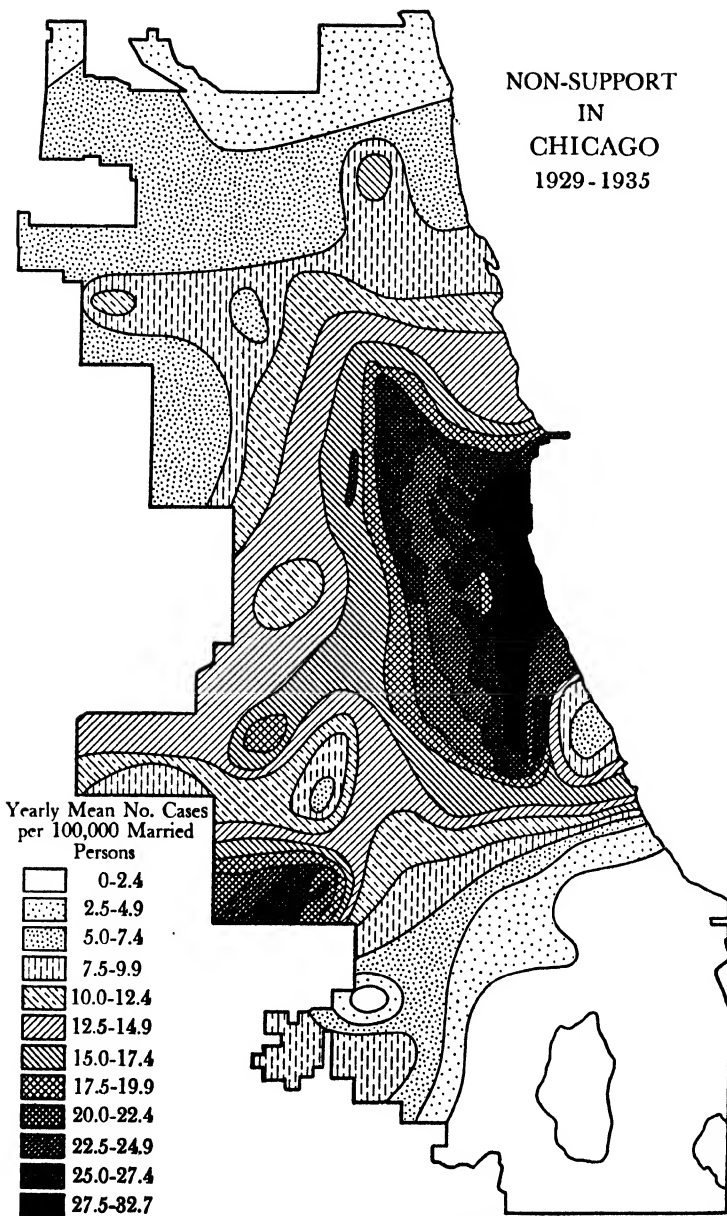 NON-SUPPORT
IN
CHICAGO
1929-1935
Yearly Mean No. Cases
per 100,000 Married
Persons
0-2.4
2.5-4.9
5.0-7.4
7.5-9.9
10.0-12.4
12.5-14.9
15.0-17.4
17.5-19.9
20.0-22.4
22.5-24.9
25.0-27.4
27.5-32.7